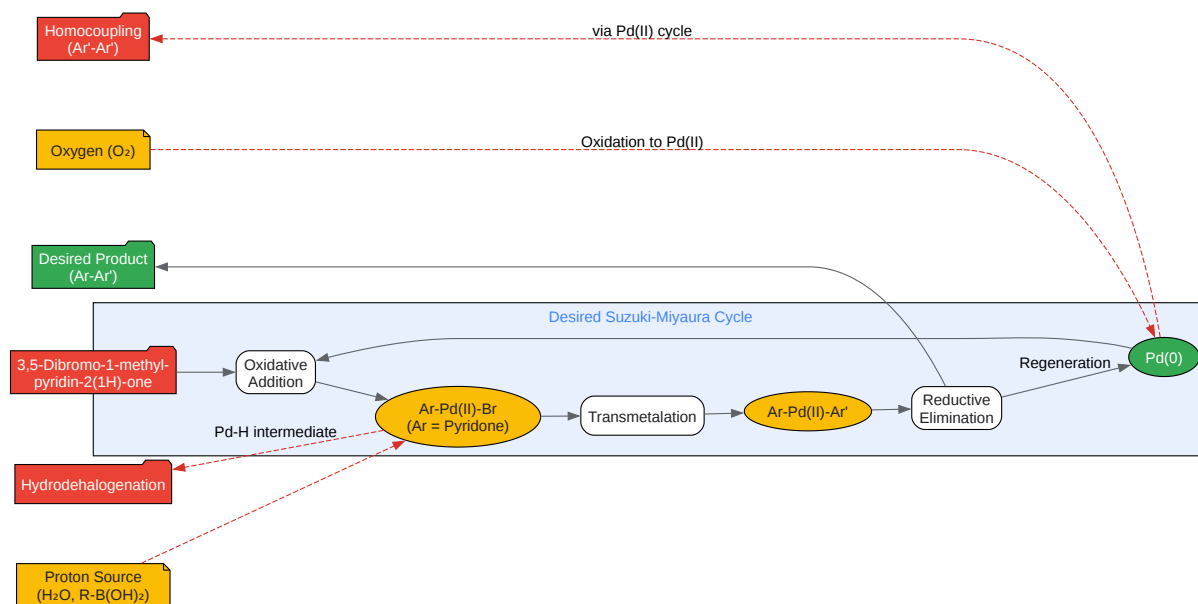 Homocoupling
(Ar'-Ar')
via Pd(II) cycle
Oxygen (O₂)
Oxidation to Pd(II)
Desired Product
(Ar-Ar')
Desired Suzuki-Miyaura Cycle
3,5-Dibromo-1-methyl-
pyridin-2(1H)-one
Oxidative
Addition
Ar-Pd(II)-Br
(Ar = Pyridone)
Transmetalation
Ar-Pd(II)-Ar'
Reductive
Elimination
Regeneration
Pd(0)
Pd-H intermediate
Hydrodehalogenation
Proton Source
(H₂O, R-B(OH)₂)